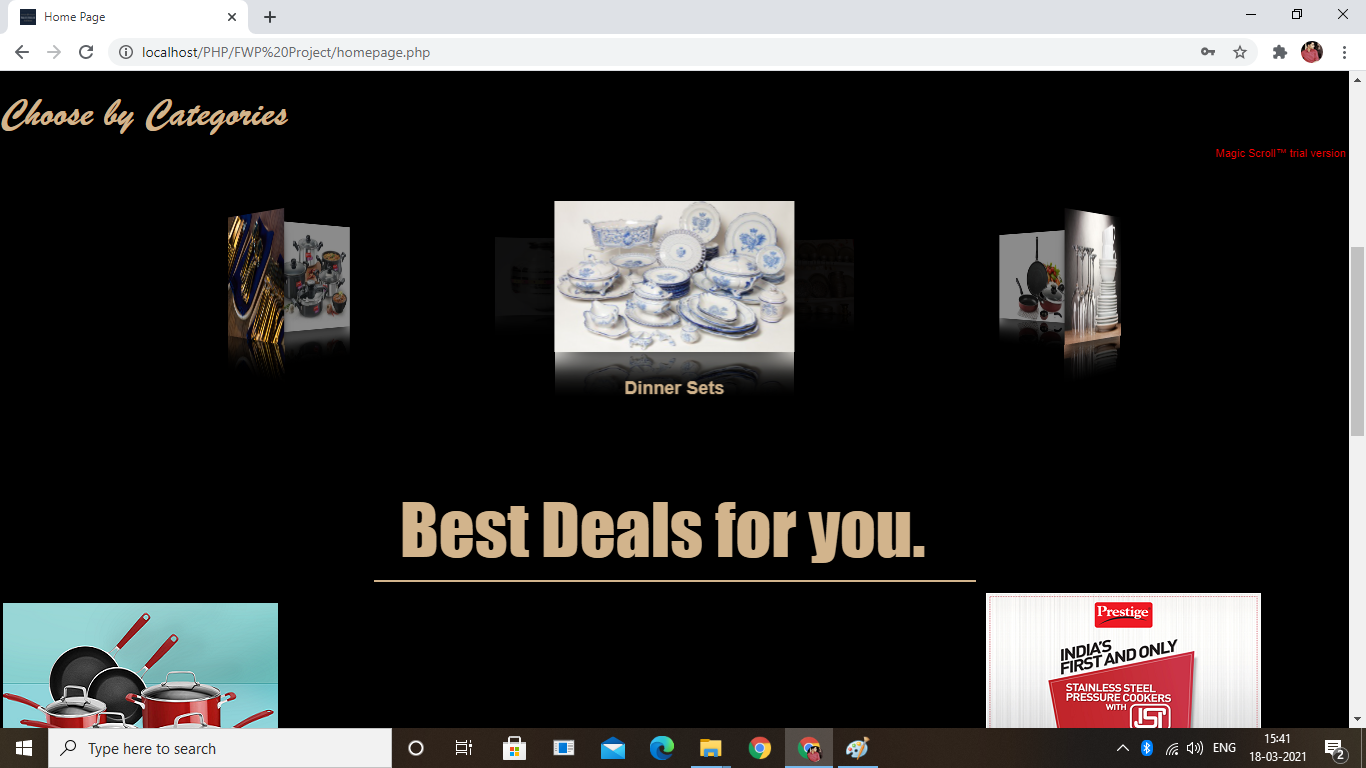 Home Page
localhost/PHP/FWP%20Project/homepage.php
Choose by Categories
Magic Scroll™ trial version
Dinner Sets
Best Deals for you.
Prestige
INDIA'S
FIRST AND ONLY
STAINLESS STEEL
PRESSURE COOKERS
WITH
Type here to search
ENG
15:41
18-03-2021
2